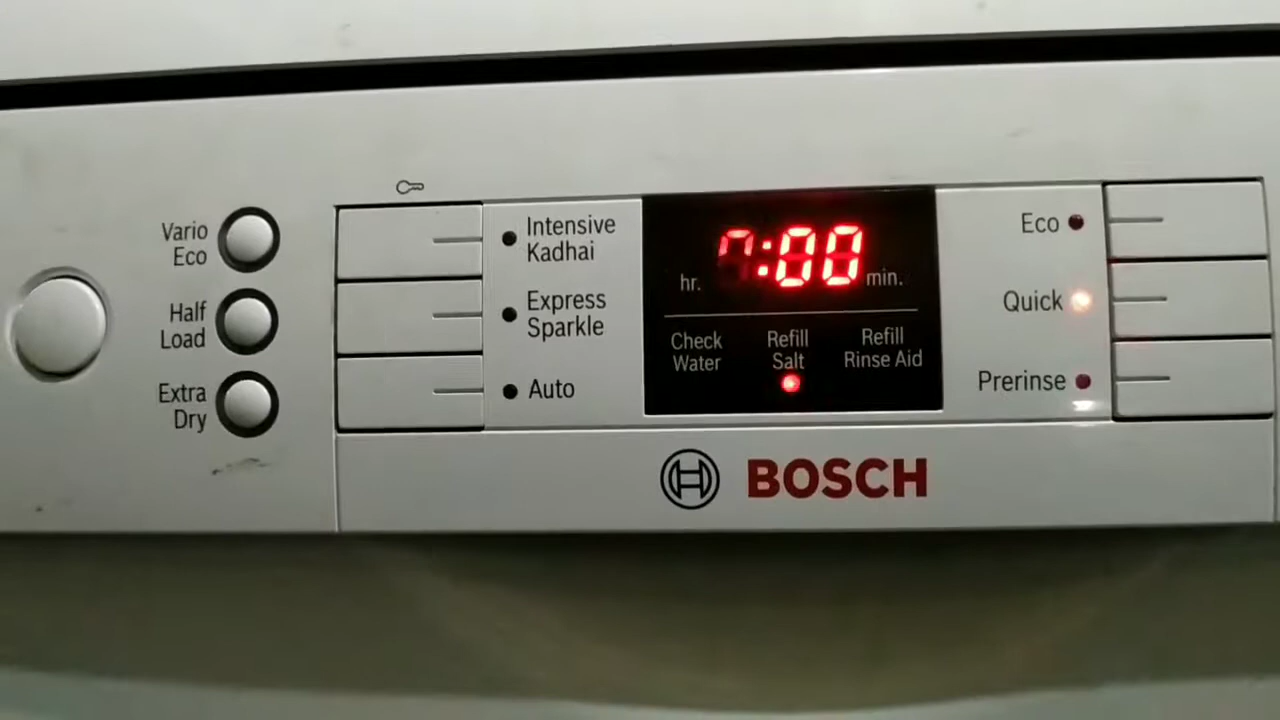 Vario
Eco
Half
Load
Extra
Dry
Intensive
Kadhai
Express
Sparkle
Auto
:00
hr.
min.
Check
Water
Refill
Salt
Refill
Rinse Aid
Eco
Quick
Prerinse
BOSCH